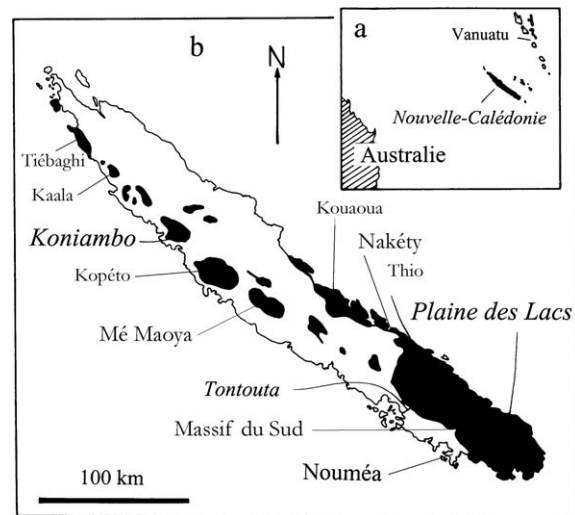 b
N
a
Vanuatu
Nouvelle-Calédonie
Australie
Tiébaghi
Kaala
Koniambo
Kopéto
Mé Maoya
Kouaoua
Nakéty
Thio
Plaine des Lacs
Tontouta
Massif du Sud
Nouméa
100 km